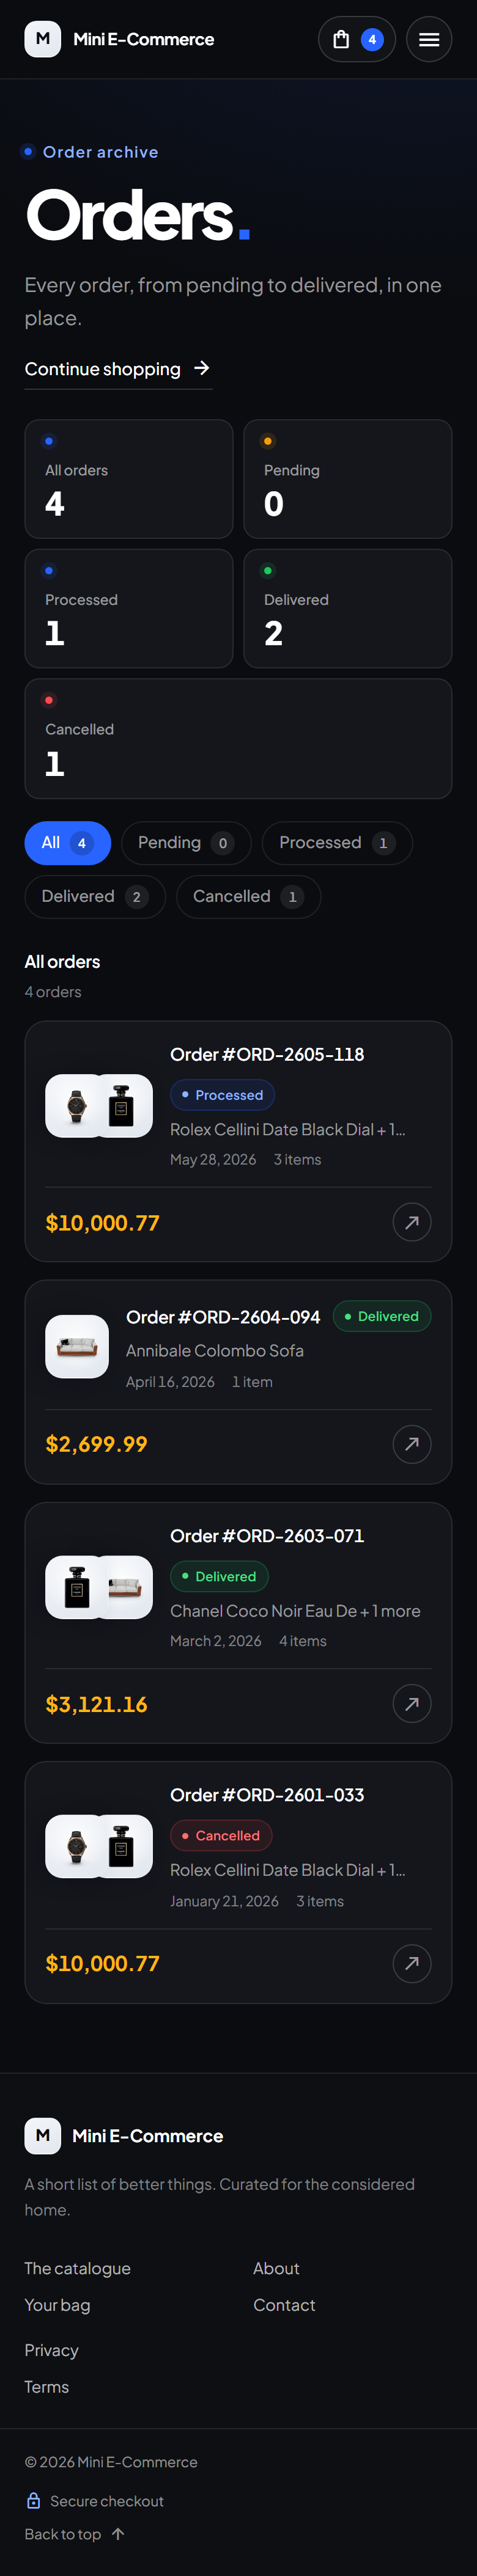 M Mini E-Commerce 4
Order archive
Orders.
Every order, from pending to delivered, in one
place.
Continue shopping
All orders
4
Pending
0
Processed
1
Delivered
2
Cancelled
1
All 4 Pending 0 Processed 1
Delivered 2 Cancelled 1
All orders
4 orders
Order #ORD-2605-118
Processed
Rolex Cellini Date Black Dial + 1...
May 28, 2026 3 items
$10,000.77
Order #ORD-2604-094 Delivered
Annibale Colombo Sofa
April 16, 2026 1 item
$2,699.99
Order #ORD-2603-071
Delivered
Chanel Coco Noir Eau De + 1 more
March 2, 2026 4 items
$3,121.16
Order #ORD-2601-033
Cancelled
Rolex Cellini Date Black Dial + 1...
January 21, 2026 3 items
$10,000.77
M Mini E-Commerce
A short list of better things. Curated for the considered
home.
The catalogue About
Your bag Contact
Privacy
Terms
© 2026 Mini E-Commerce
Secure checkout
Back to top